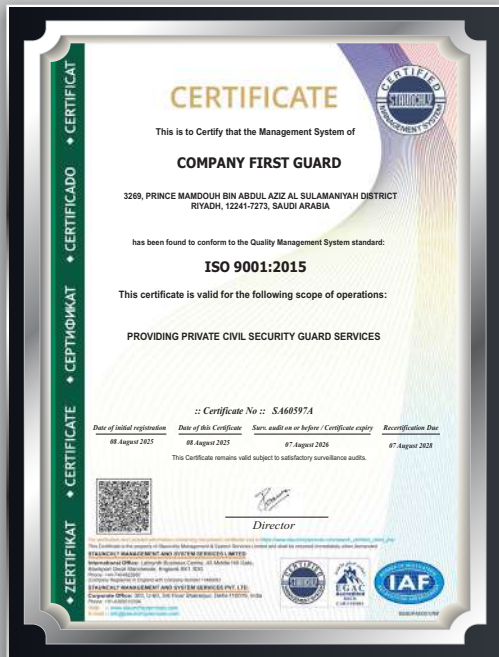 CERTIFICATE
CERTIFIED
STAUNCHLY
MANAGEMENT SYSTEM
This is to Certify that the Management System of
COMPANY FIRST GUARD
3269, PRINCE MAMDOUH BIN ABDUL AZIZ AL SULAMANIYAH DISTRICT
RIYADH, 12241-7273, SAUDI ARABIA
has been found to conform to the Quality Management System standard:
ISO 9001:2015
This certificate is valid for the following scope of operations:
PROVIDING PRIVATE CIVIL SECURITY GUARD SERVICES
:: Certificate No :: SA60597A
Date of initial registration Date of this Certificate Surv. audit on or before / Certificate expiry Recertification Due
08 August 2025 08 August 2025 07 August 2026 07 August 2028
This Certificate remains valid subject to satisfactory surveillance audits.
Director
STAUNCHLY MANAGEMENT AND SYSTEM SERVICES LIMITED
International Office:
STAUNCHLY MANAGEMENT AND SYSTEM SERVICES PVT. LTD.
Corporate Office:
EGAC
IAF
◆ ZERTIFIKAT ◆ CERTIFICATE ◆ СЕРТИФИКАТ ◆ CERTIFICADO ◆ CERTIFICAT